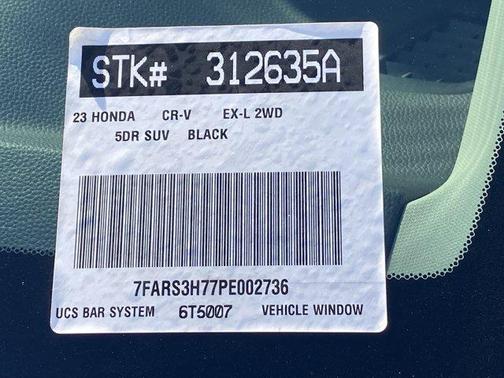 STK# 312635A
23 HONDA CR-V EX-L 2WD
5DR SUV BLACK
7FARS3H77PE002736
UCS BAR SYSTEM 6T5007 VEHICLE WINDOW